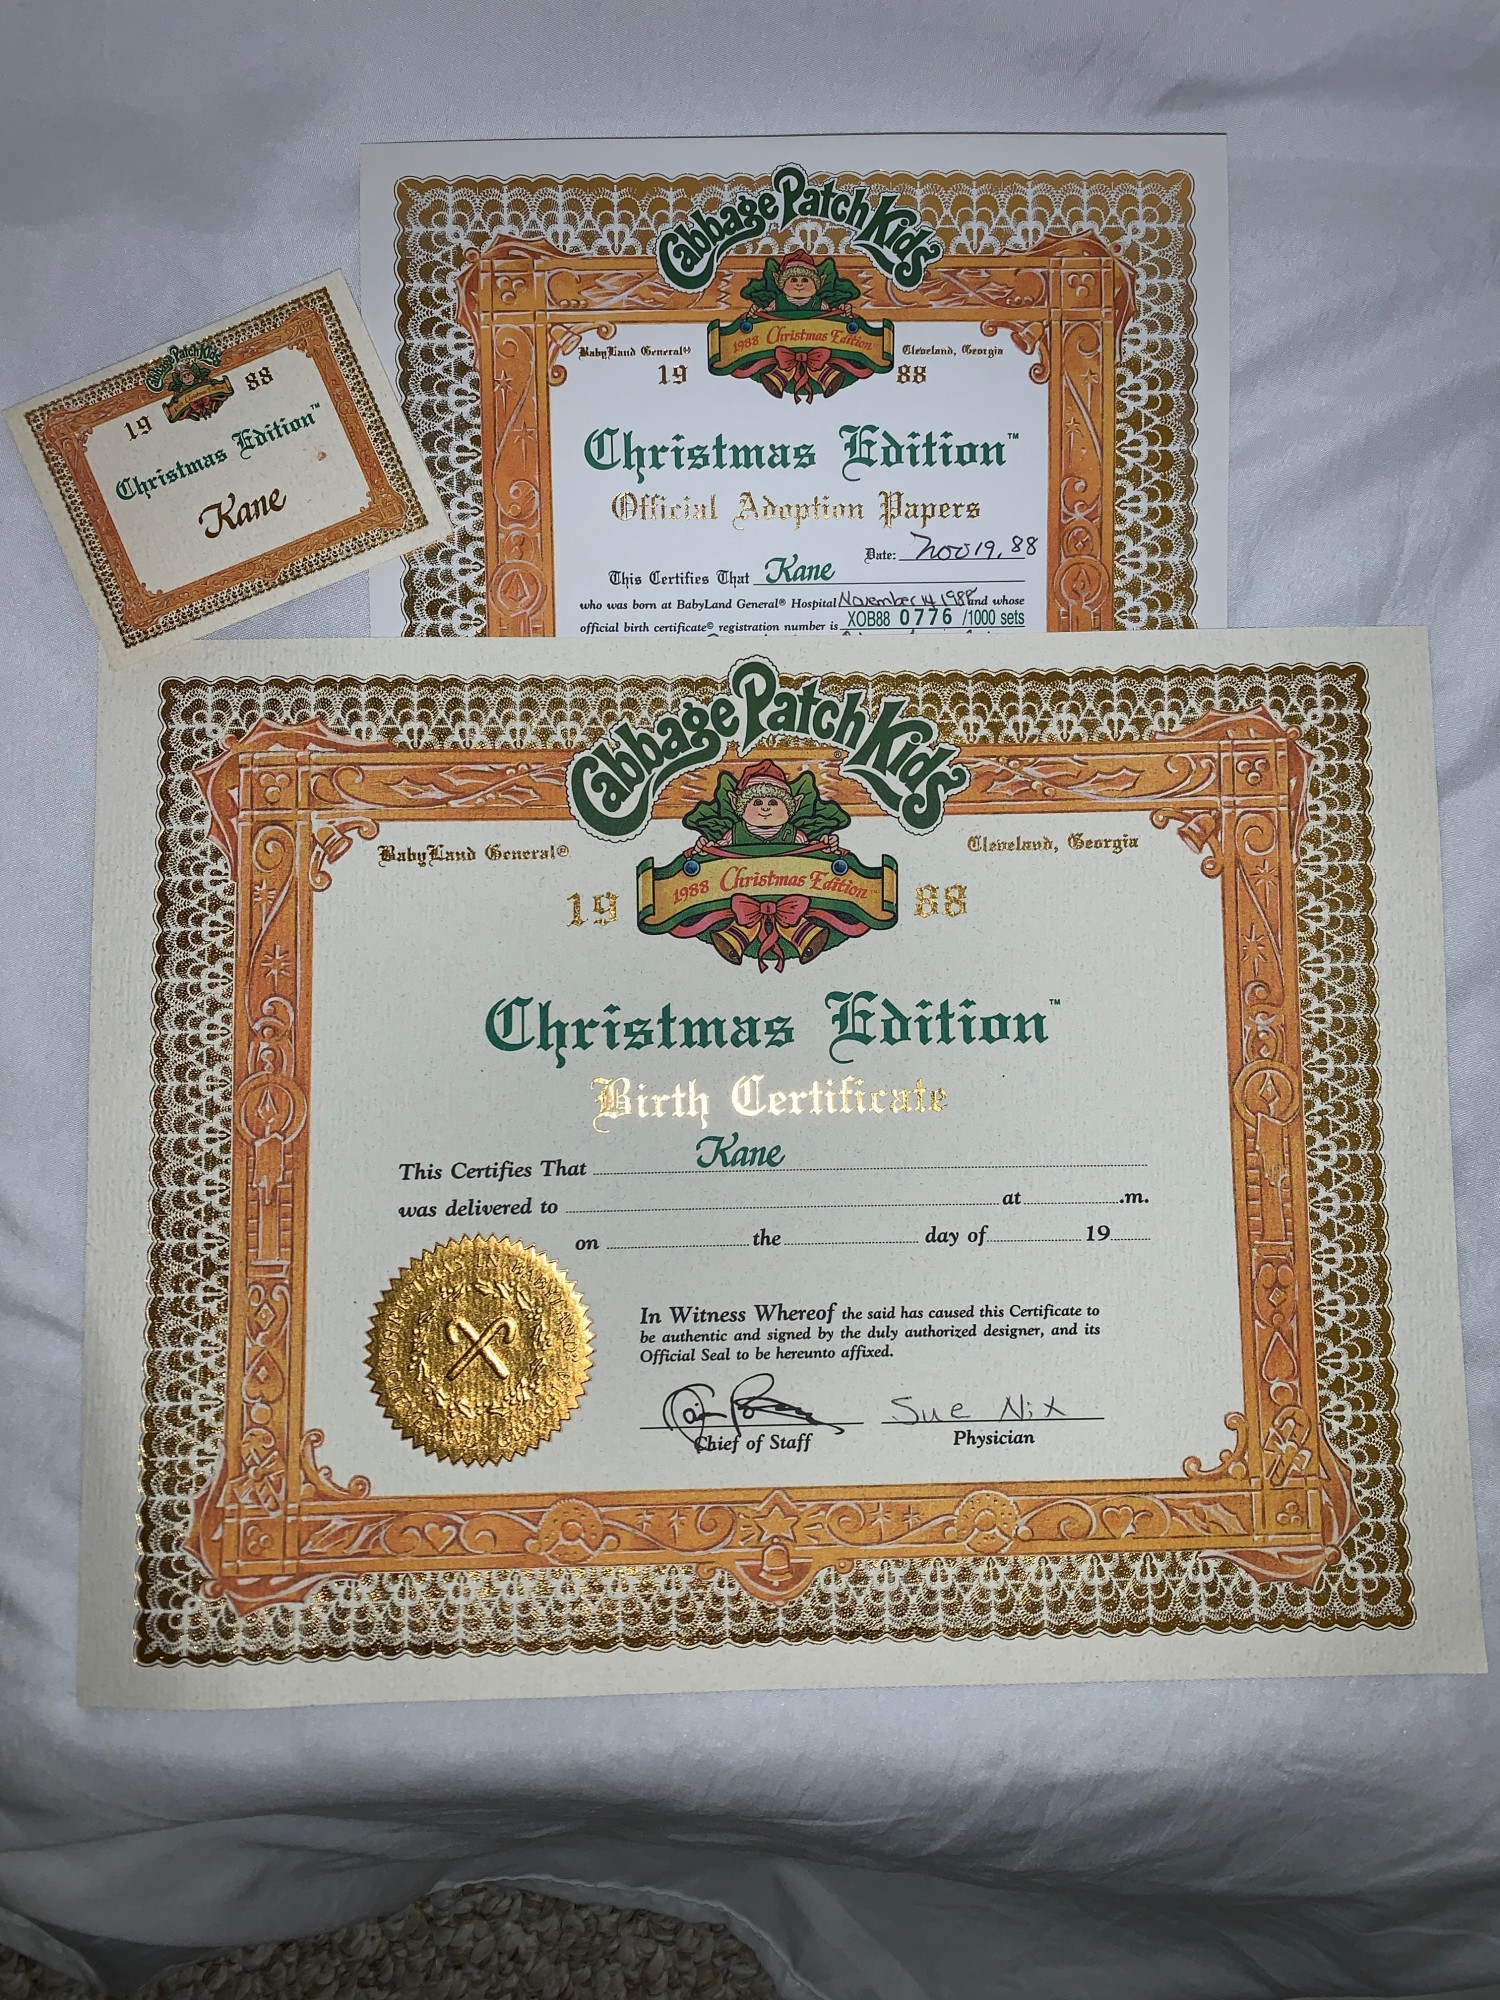 Cabbage Patch Kids
1988 Christmas Edition
19 88
Christmas Edition™
Kane
Cabbage Patch Kids
BabyLand General® Cleveland, Georgia
1988 Christmas Edition
19 88
Christmas Edition™
Official Adoption Papers
Date: Nov 19, 88
This Certifies That Kane
who was born at BabyLand General® Hospital November 14 1988 and whose
official birth certificate© registration number is XOB88 0776 /1000 sets
Cabbage Patch Kids®
BabyLand General® Cleveland, Georgia
1988 Christmas Edition™
19 88
Christmas Edition™
Birth Certificate
This Certifies That Kane
was delivered to at .m.
on the day of 19
In Witness Whereof the said has caused this Certificate to
be authentic and signed by the duly authorized designer, and its
Official Seal to be hereunto affixed.
Sue Nix
Chief of Staff Physician